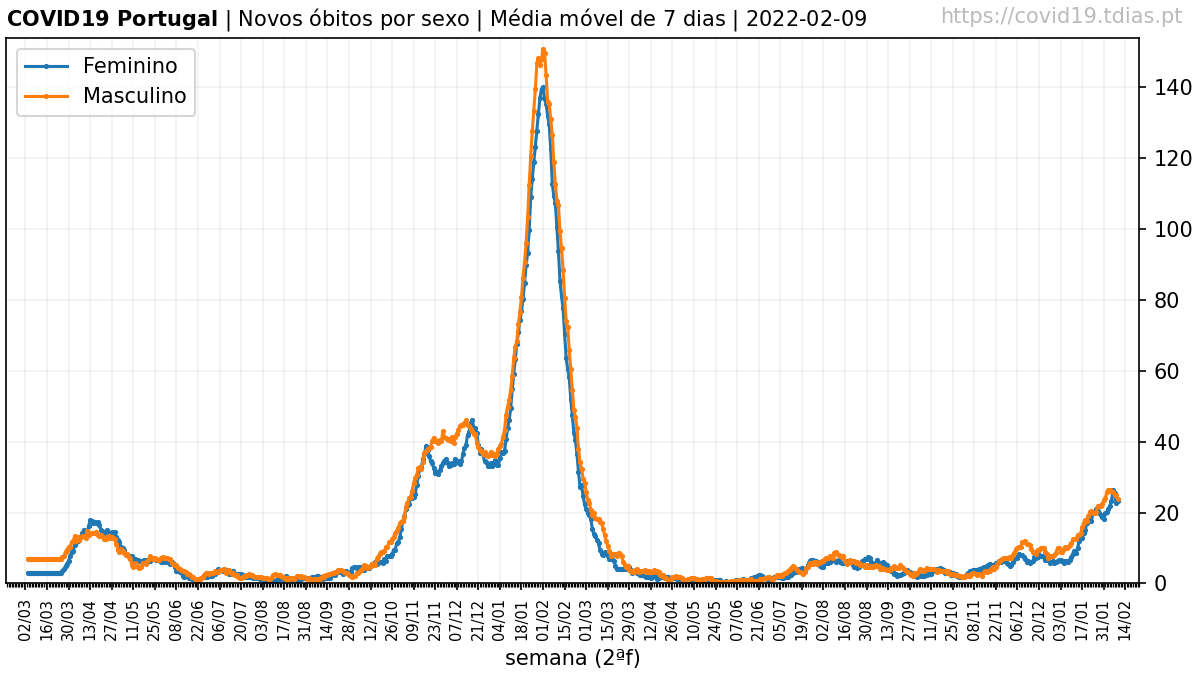 COVID19 Portugal | Novos óbitos por sexo | Média móvel de 7 dias | 2022-02-09
https://covid19.tdias.pt
Feminino
Masculino
140
120
100
80
60
40
20
0
02/03 16/03 30/03 13/04 27/04 11/05 25/05 08/06 22/06 06/07 20/07 03/08 17/08 31/08 14/09 28/09 12/10 26/10 09/11 23/11 07/12 21/12 04/01 18/01 01/02 15/02 01/03 15/03 29/03 12/04 26/04 10/05 24/05 07/06 21/06 05/07 19/07 02/08 16/08 30/08 13/09 27/09 11/10 25/10 08/11 22/11 06/12 20/12 03/01 17/01 31/01 14/02
semana (2ªf)